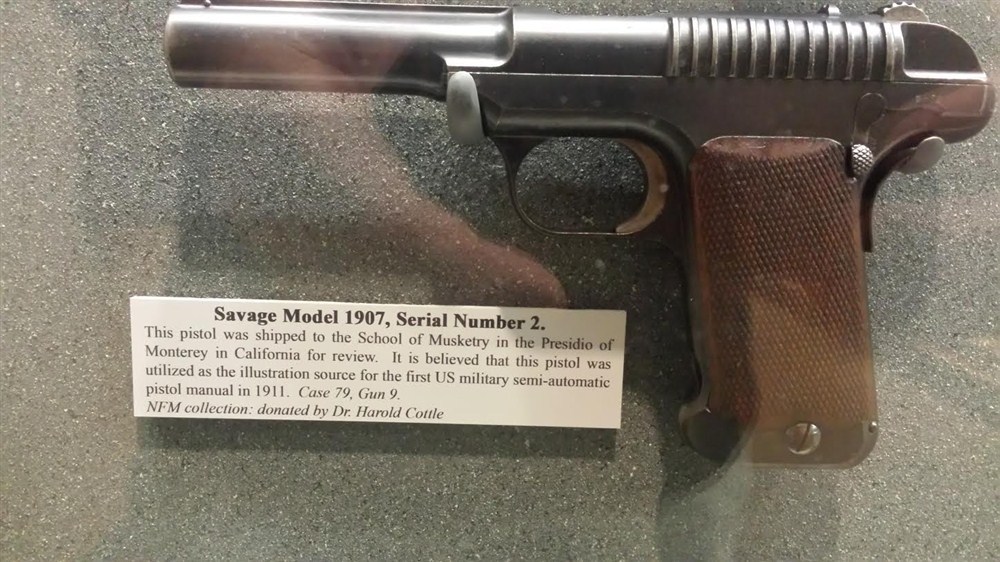 Savage Model 1907, Serial Number 2.
This pistol was shipped to the School of Musketry in the Presidio of
Monterey in California for review. It is believed that this pistol was
utilized as the illustration source for the first US military semi-automatic
pistol manual in 1911. Case 79, Gun 9.
NFM collection: donated by Dr. Harold Cottle